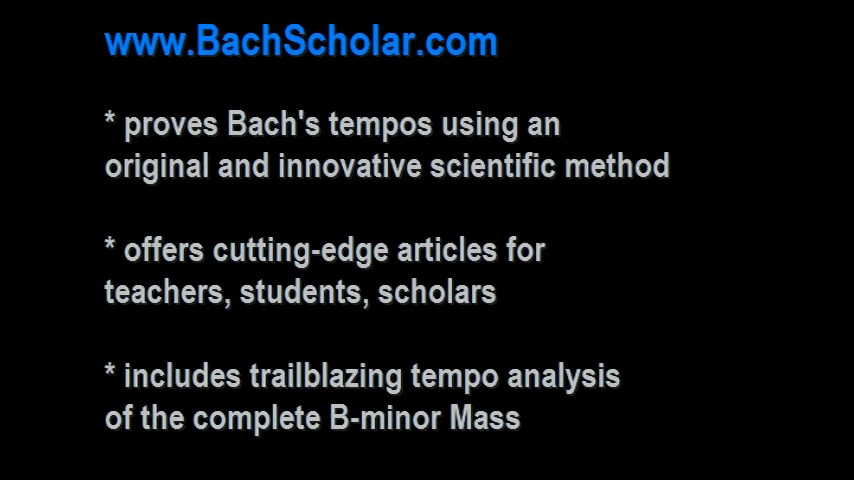 www.BachScholar.com
* proves Bach's tempos using an
original and innovative scientific method
* offers cutting-edge articles for
teachers, students, scholars
* includes trailblazing tempo analysis
of the complete B-minor Mass